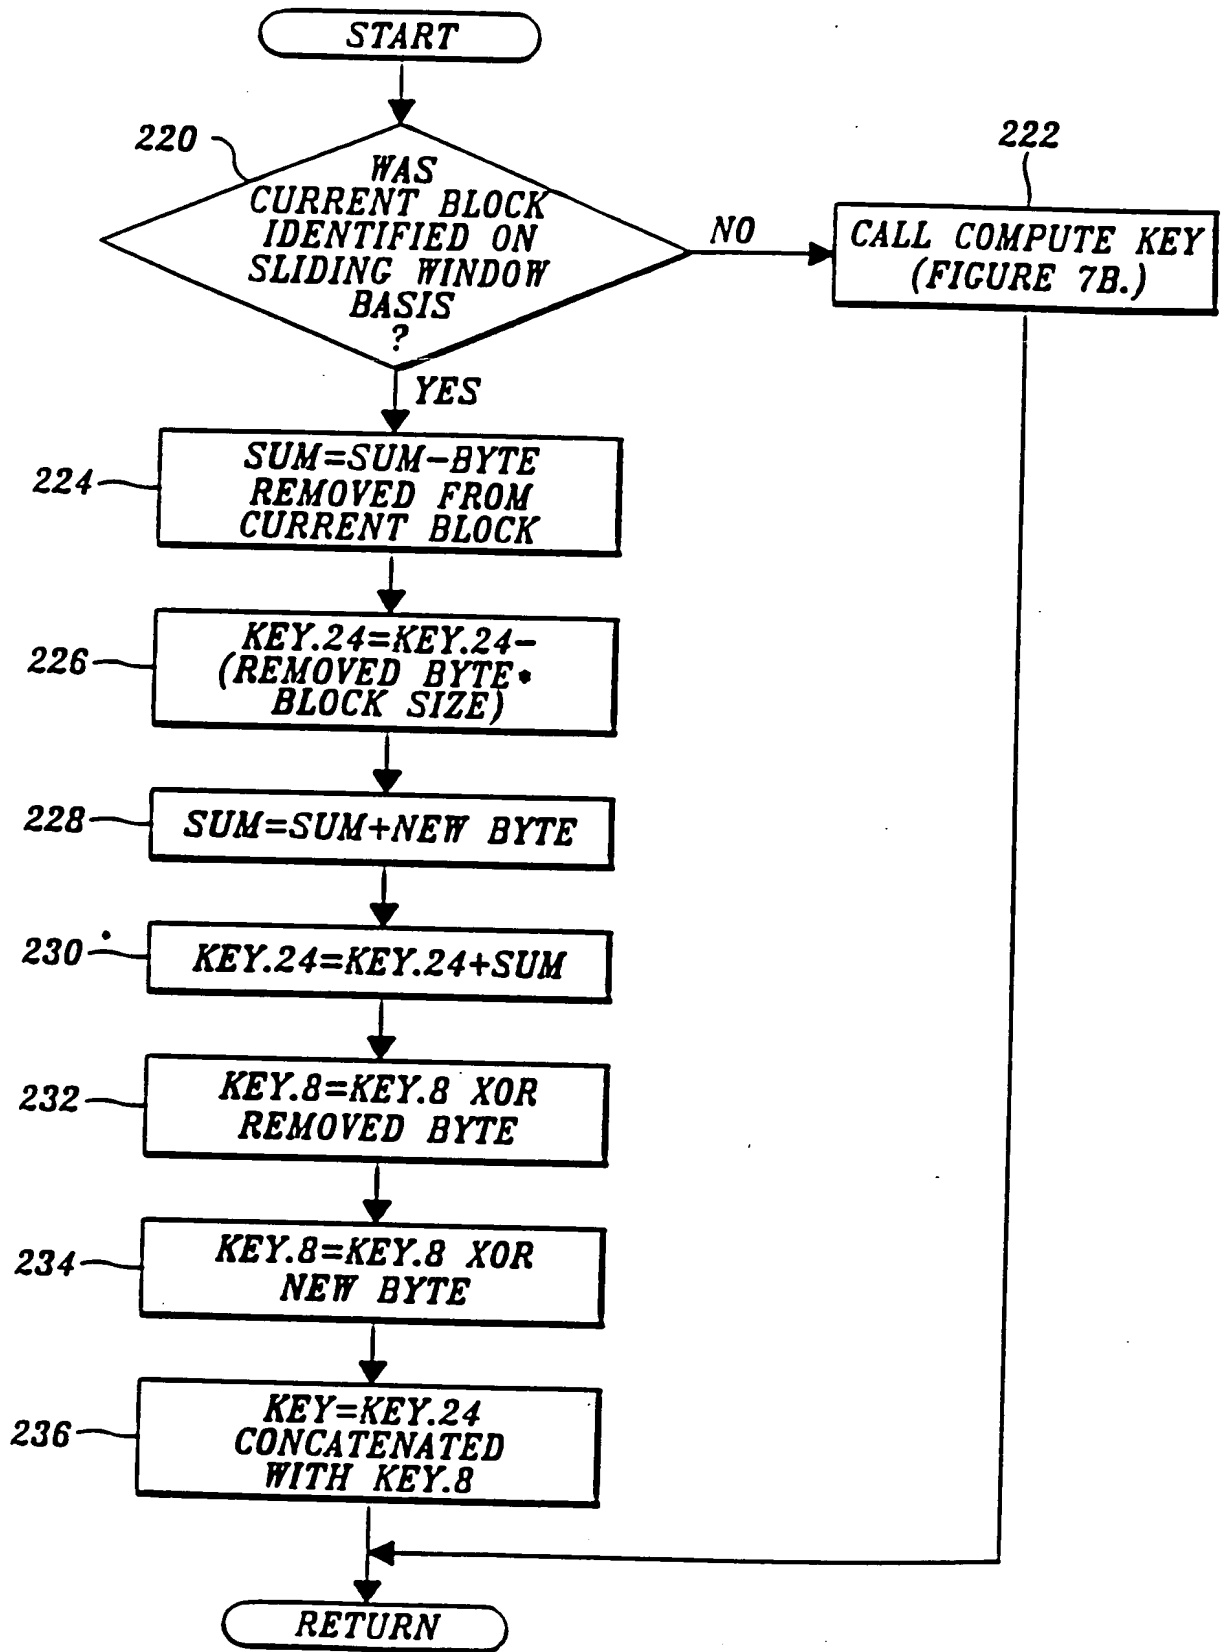 START
220
WAS
CURRENT BLOCK
IDENTIFIED ON
SLIDING WINDOW
BASIS
?
NO
222
CALL COMPUTE KEY
(FIGURE 7B.)
YES
224
SUM=SUM-BYTE
REMOVED FROM
CURRENT BLOCK
226
KEY.24=KEY.24-
(REMOVED BYTE*
BLOCK SIZE)
228
SUM=SUM+NEW BYTE
230
KEY.24=KEY.24+SUM
232
KEY.8=KEY.8 XOR
REMOVED BYTE
234
KEY.8=KEY.8 XOR
NEW BYTE
236
KEY=KEY.24
CONCATENATED
WITH KEY.8
RETURN